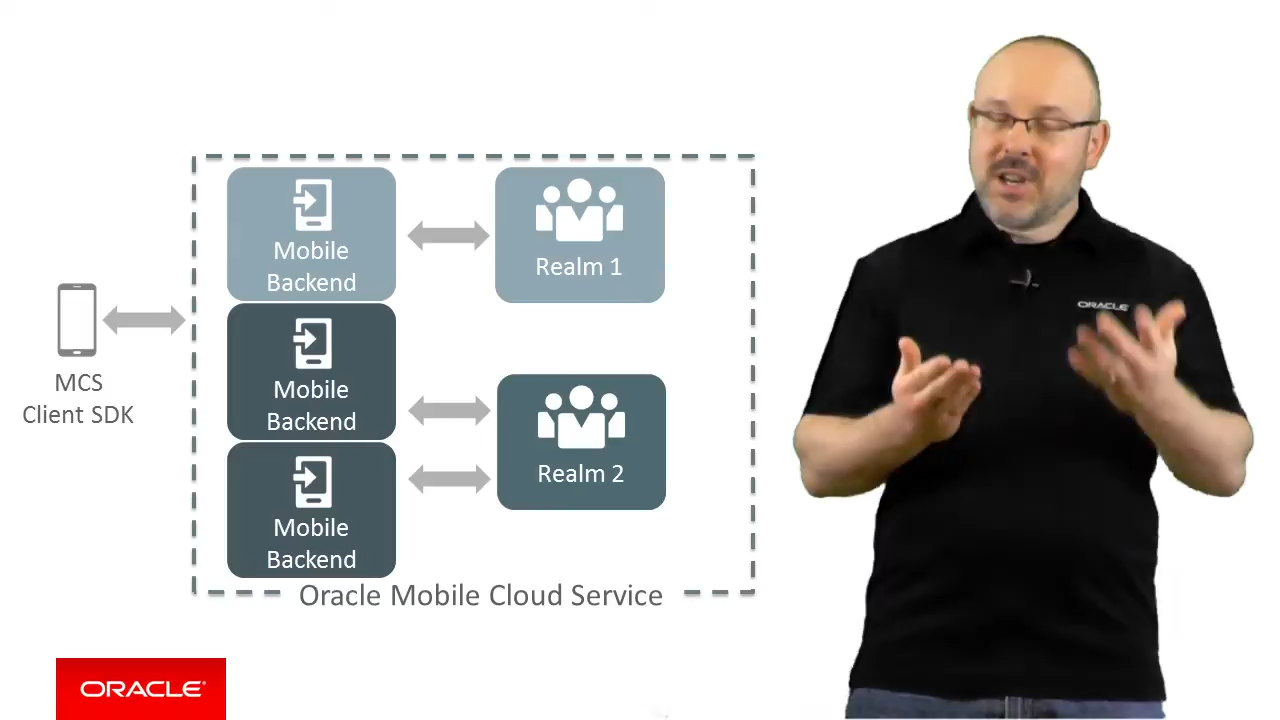 Mobile
Backend
Realm 1
Mobile
Backend
Realm 2
Mobile
Backend
MCS
Client SDK
Oracle Mobile Cloud Service
ORACLE
ORACLE®